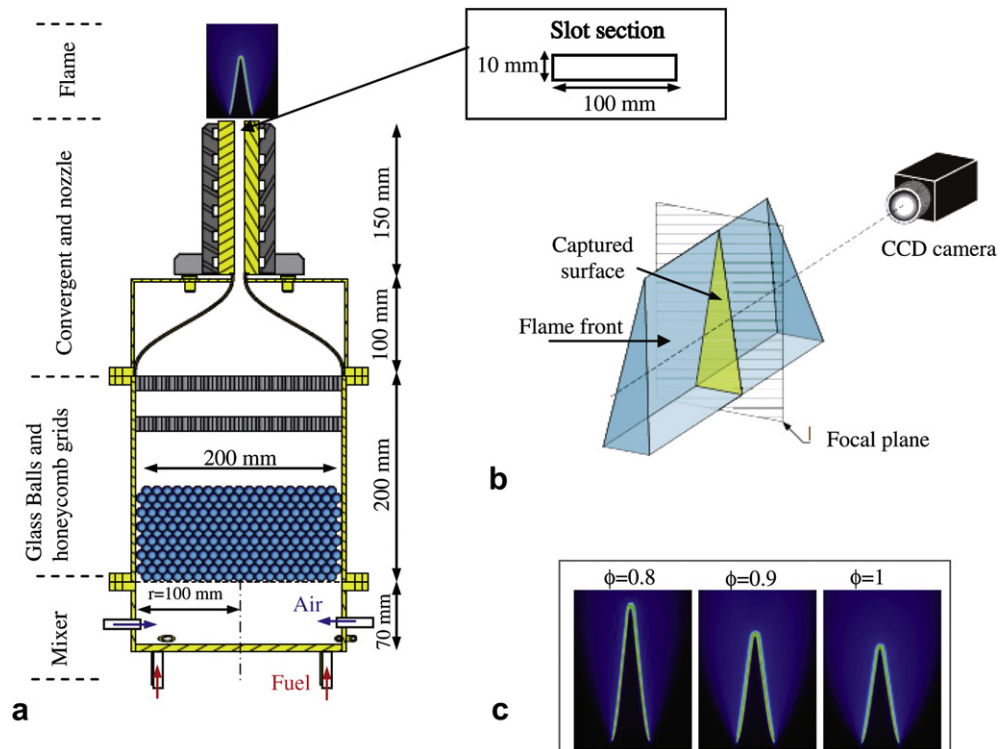 Slot section
10 mm
100 mm
Flame
Convergent and nozzle
Glass Balls and
honeycomb grids
Mixer
150 mm
100 mm
200 mm
200 mm
r=100 mm
Air
70 mm
Fuel
a
CCD camera
Captured
surface
Flame front
Focal plane
b
ϕ=0.8
ϕ=0.9
ϕ=1
c